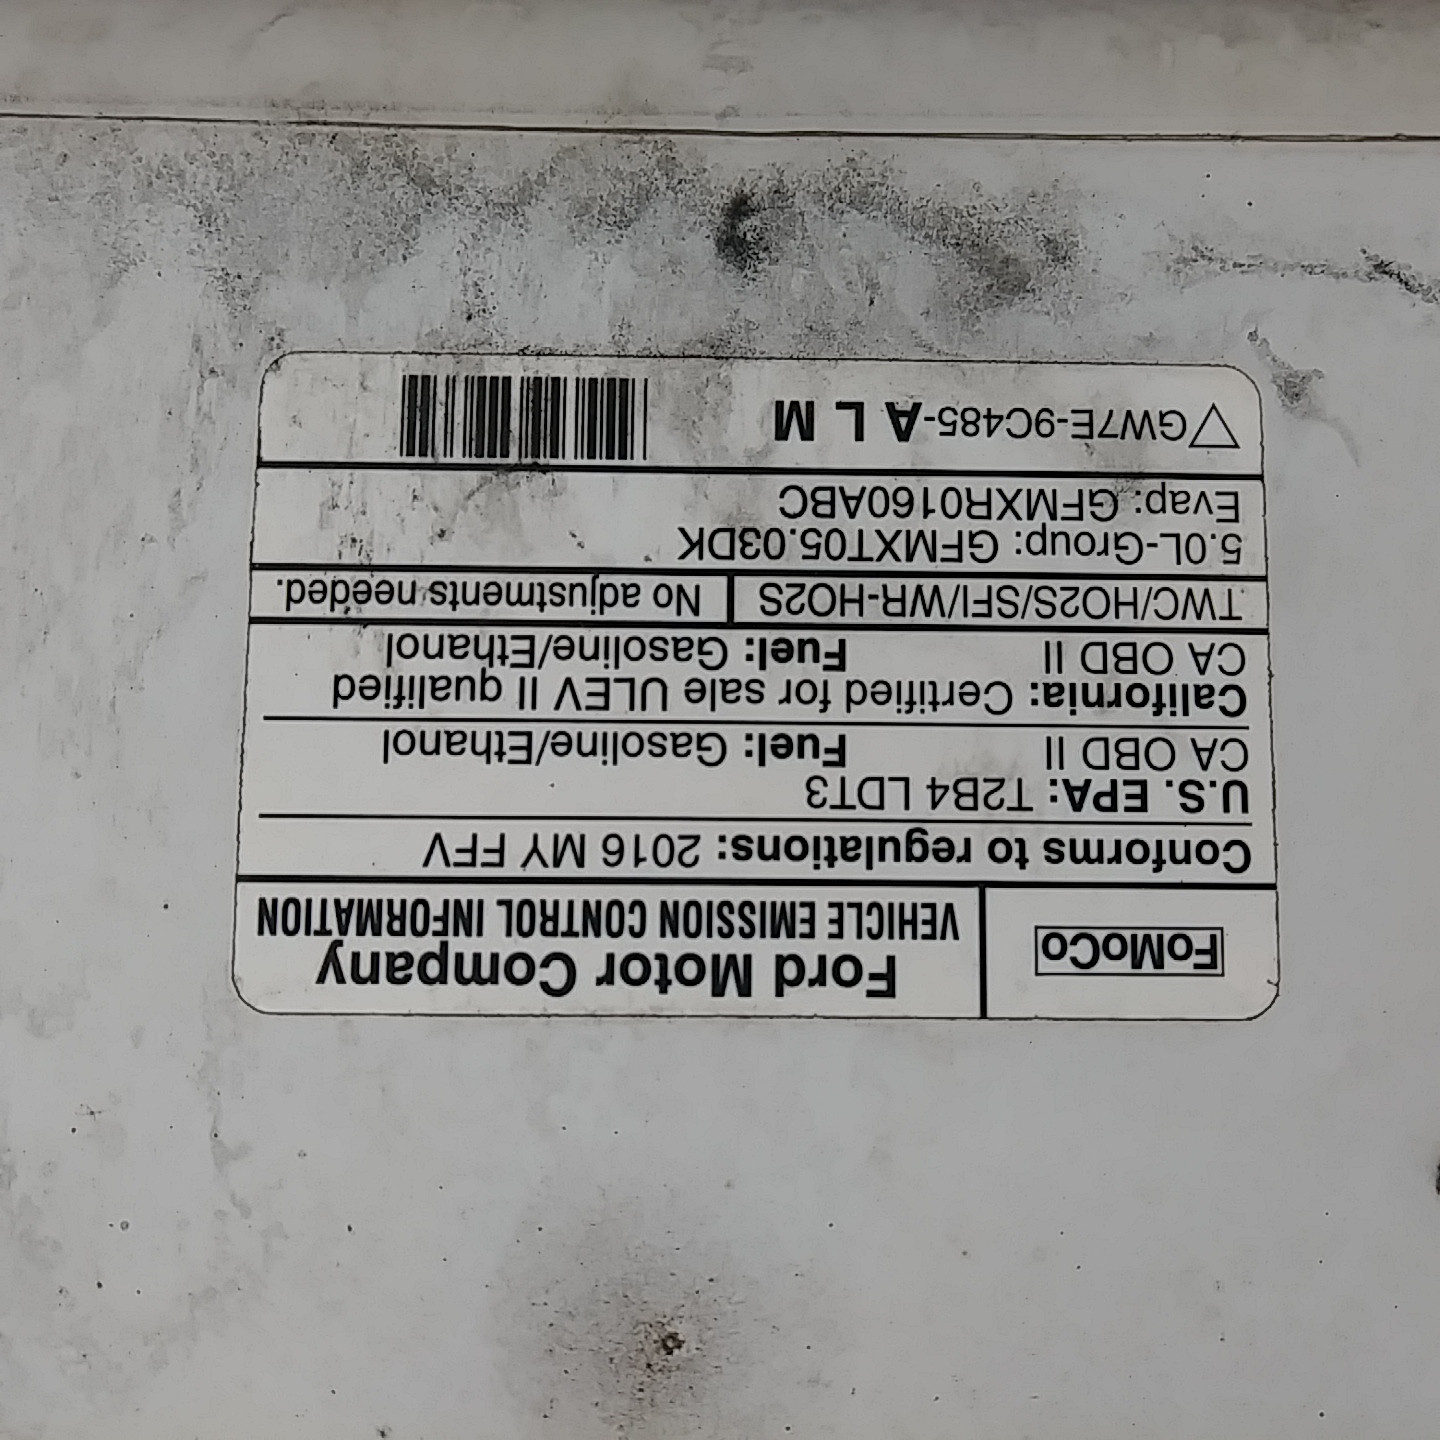 FoMoCo
Ford Motor Company
VEHICLE EMISSION CONTROL INFORMATION
Conforms to regulations: 2016 MY FFV
U.S. EPA: T2B4 LDT3
CA OBD II Fuel: Gasoline/Ethanol
California: Certified for sale ULEV II qualified
CA OBD II Fuel: Gasoline/Ethanol
TWC/HO2S/SFI/WR-HO2S No adjustments needed.
5.0L-Group: GFMXT05.03DK
Evap: GFMXR0160ABC
GW7E-9C485-A L M